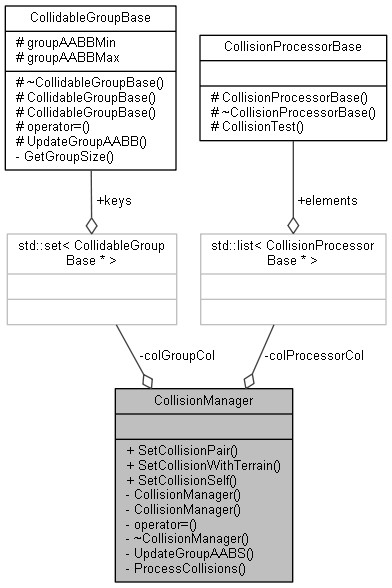 CollidableGroupBase
# groupAABBMin
# groupAABBMax
# ~CollidableGroupBase()
# CollidableGroupBase()
# CollidableGroupBase()
# operator=()
# UpdateGroupAABB()
- GetGroupSize()
CollisionProcessorBase
# CollisionProcessorBase()
# ~CollisionProcessorBase()
# CollisionTest()
+keys
+elements
std::set< CollidableGroup
Base * >
std::list< CollisionProcessor
Base * >
-colGroupCol
-colProcessorCol
CollisionManager
+ SetCollisionPair()
+ SetCollisionWithTerrain()
+ SetCollisionSelf()
- CollisionManager()
- CollisionManager()
- operator=()
- ~CollisionManager()
- UpdateGroupAABS()
- ProcessCollisions()